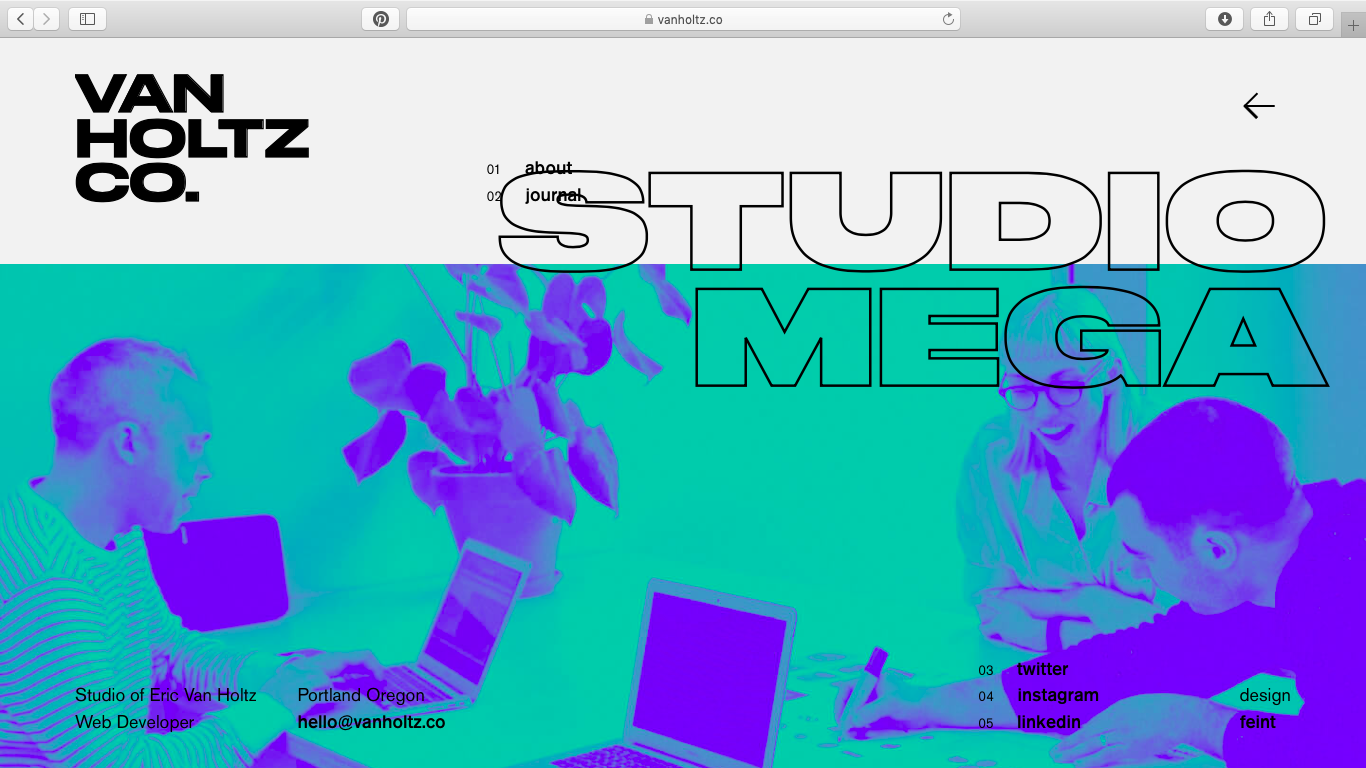 vanholtz.co
VAN
HOLTZ
CO.
01 about
02 journal
STUDIO
MEGA
Studio of Eric Van Holtz
Web Developer
Portland Oregon
hello@vanholtz.co
03 twitter
04 instagram
05 linkedin
design
feint